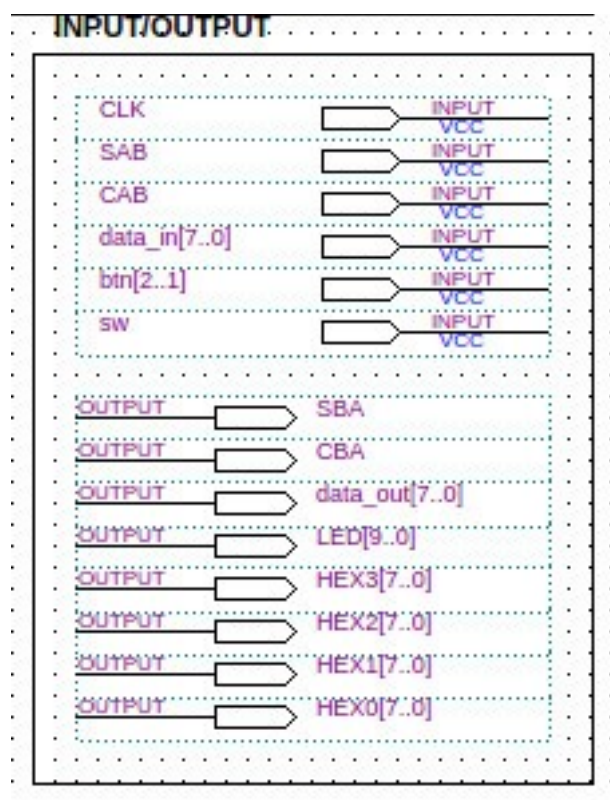 INPUT/OUTPUT
CLK INPUT
VCC
SAB INPUT
VCC
CAB INPUT
VCC
data_in[7..0] INPUT
VCC
btn[2..1] INPUT
VCC
sw INPUT
VCC
OUTPUT SBA
OUTPUT CBA
OUTPUT data_out[7..0]
OUTPUT LED[9..0]
OUTPUT HEX3[7..0]
OUTPUT HEX2[7..0]
OUTPUT HEX1[7..0]
OUTPUT HEX0[7..0]